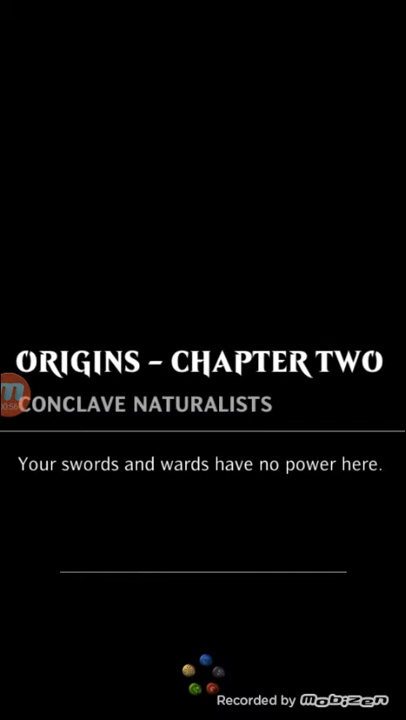 ORIGINS – CHAPTER TWO
CONCLAVE NATURALISTS
Your swords and wards have no power here.
Recorded by mobizen